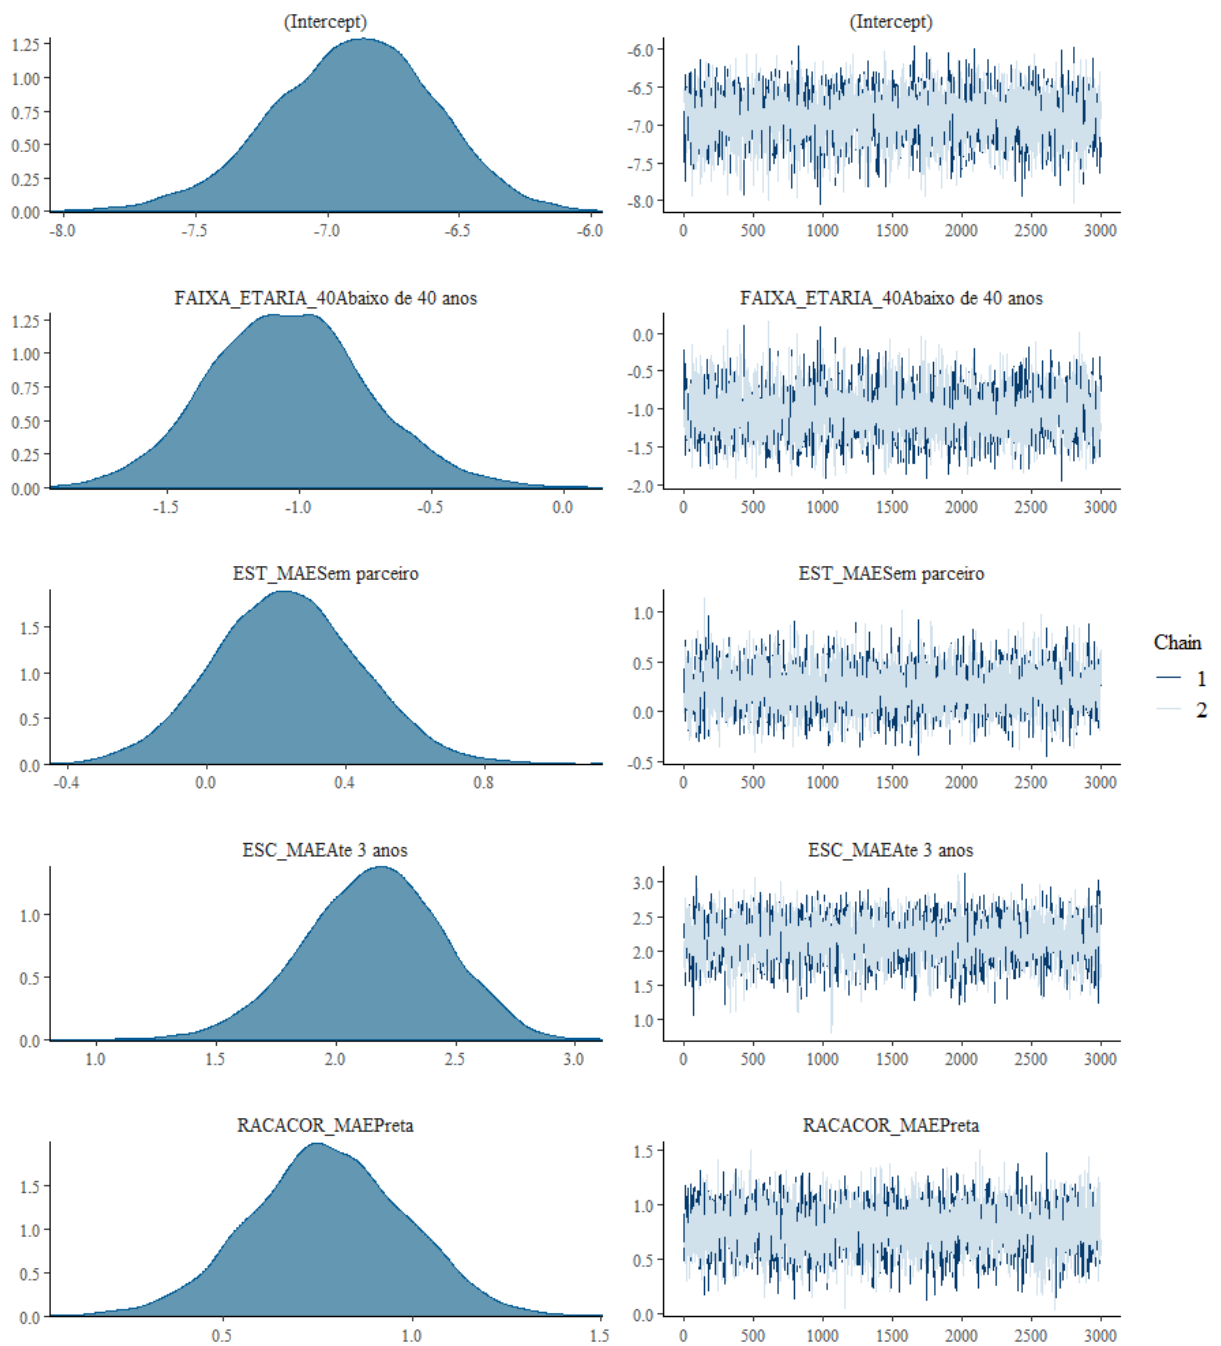 (Intercept)
(Intercept)
1.25
1.00
0.75
0.50
0.25
0.00
-8.0 -7.5 -7.0 -6.5 -6.0
-6.0
-6.5
-7.0
-7.5
-8.0
0 500 1000 1500 2000 2500 3000
FAIXA_ETARIA_40Abaixo de 40 anos
FAIXA_ETARIA_40Abaixo de 40 anos
1.25
1.00
0.75
0.50
0.25
0.00
-1.5 -1.0 -0.5 0.0
0.0
-0.5
-1.0
-1.5
-2.0
0 500 1000 1500 2000 2500 3000
EST_MAESem parceiro
EST_MAESem parceiro
1.5
1.0
0.5
0.0
-0.4 0.0 0.4 0.8
1.0
0.5
0.0
-0.5
0 500 1000 1500 2000 2500 3000
Chain
1
2
ESC_MAEAte 3 anos
ESC_MAEAte 3 anos
1.0
0.5
0.0
1.0 1.5 2.0 2.5 3.0
3.0
2.5
2.0
1.5
1.0
0 500 1000 1500 2000 2500 3000
RACACOR_MAEPreta
RACACOR_MAEPreta
1.5
1.0
0.5
0.0
0.5 1.0 1.5
1.5
1.0
0.5
0.0
0 500 1000 1500 2000 2500 3000